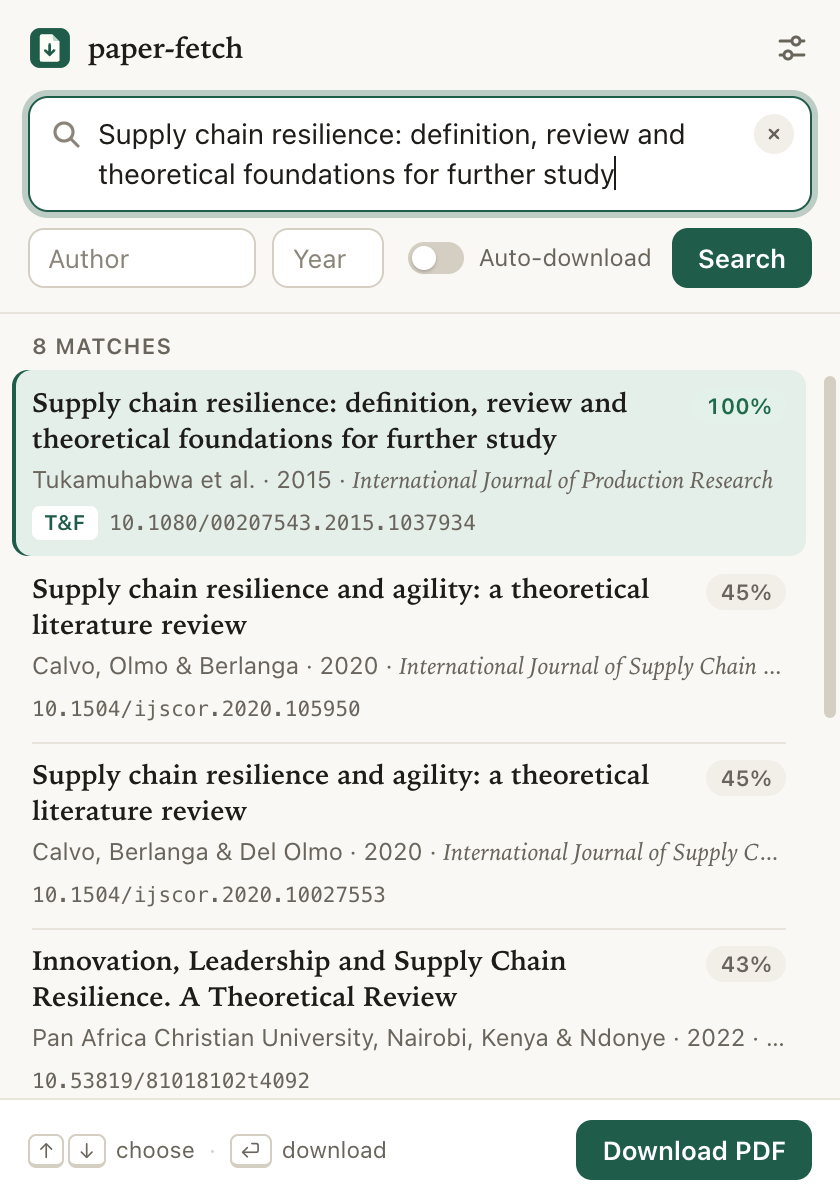 paper-fetch
Supply chain resilience: definition, review and
theoretical foundations for further study
Author
Year
Auto-download
Search
8 MATCHES
Supply chain resilience: definition, review and
theoretical foundations for further study
100%
Tukamuhabwa et al. · 2015 · International Journal of Production Research
T&F 10.1080/00207543.2015.1037934
Supply chain resilience and agility: a theoretical
literature review
45%
Calvo, Olmo & Berlanga · 2020 · International Journal of Supply Chain ...
10.1504/ijscor.2020.105950
Supply chain resilience and agility: a theoretical
literature review
45%
Calvo, Berlanga & Del Olmo · 2020 · International Journal of Supply C...
10.1504/ijscor.2020.10027553
Innovation, Leadership and Supply Chain
Resilience. A Theoretical Review
43%
Pan Africa Christian University, Nairobi, Kenya & Ndonye · 2022 · ...
10.53819/81018102t4092
↑ ↓ choose · ↵ download
Download PDF